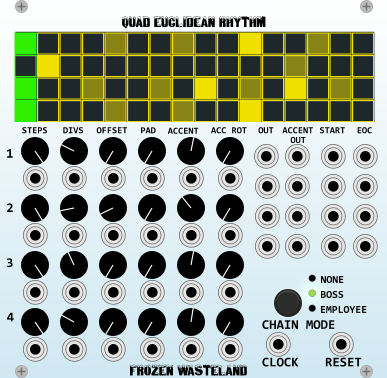 QUAD EUCLIDEAN RHYTHM
STEPS DIVS OFFSET PAD ACCENT ACC ROT OUT ACCENT OUT START EOC
1
2
3
4
NONE
BOSS
EMPLOYEE
CHAIN MODE
CLOCK RESET
FROZEN WASTELAND